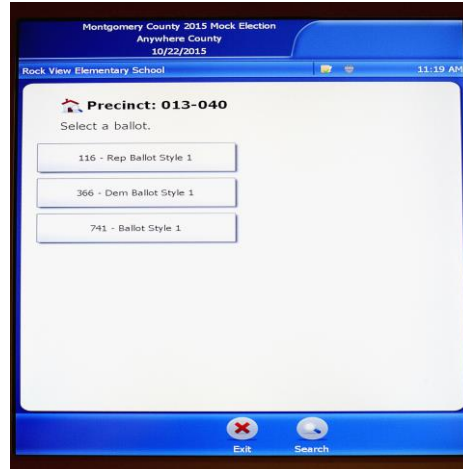 Montgomery County 2015 Mock Election
Anywhere County
10/22/2015
Rock View Elementary School 11:19 AM
Precinct: 013-040
Select a ballot.
116 - Rep Ballot Style 1
366 - Dem Ballot Style 1
741 - Ballot Style 1
Exit Search